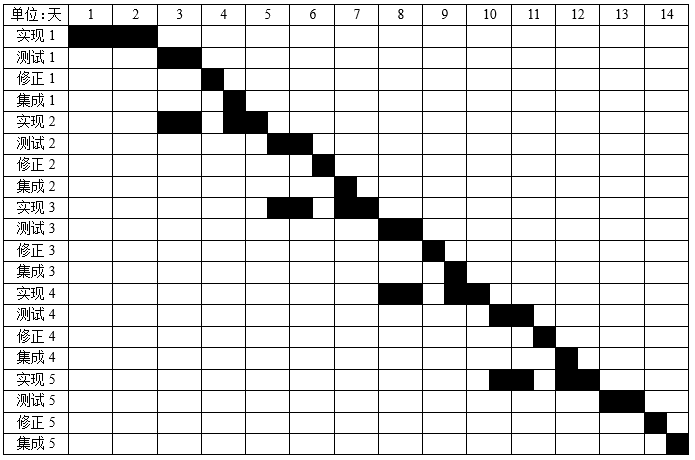 单位:天 1 2 3 4 5 6 7 8 9 10 11 12 13 14
实现 1
测试 1
修正 1
集成 1
实现 2
测试 2
修正 2
集成 2
实现 3
测试 3
修正 3
集成 3
实现 4
测试 4
修正 4
集成 4
实现 5
测试 5
修正 5
集成 5